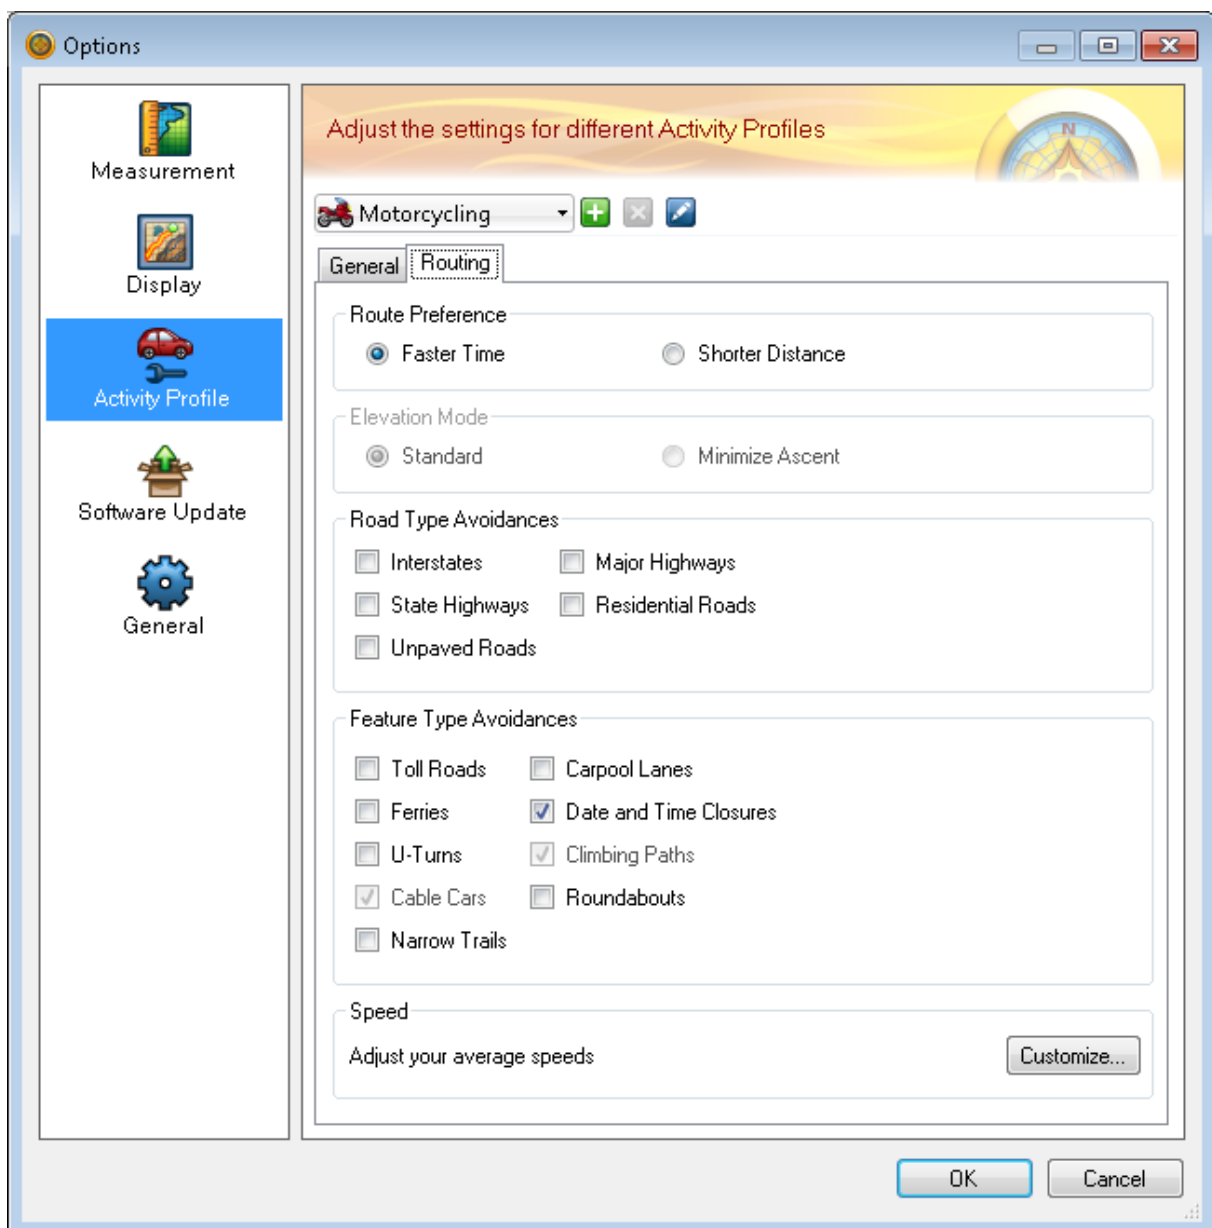 Options
Measurement
Display
Activity Profile
Software Update
General
Adjust the settings for different Activity Profiles
N
Motorcycling
General Routing
Route Preference
Faster Time Shorter Distance
Elevation Mode
Standard Minimize Ascent
Road Type Avoidances
Interstates Major Highways
State Highways Residential Roads
Unpaved Roads
Feature Type Avoidances
Toll Roads Carpool Lanes
Ferries Date and Time Closures
U-Turns Climbing Paths
Cable Cars Roundabouts
Narrow Trails
Speed
Adjust your average speeds Customize...
OK Cancel